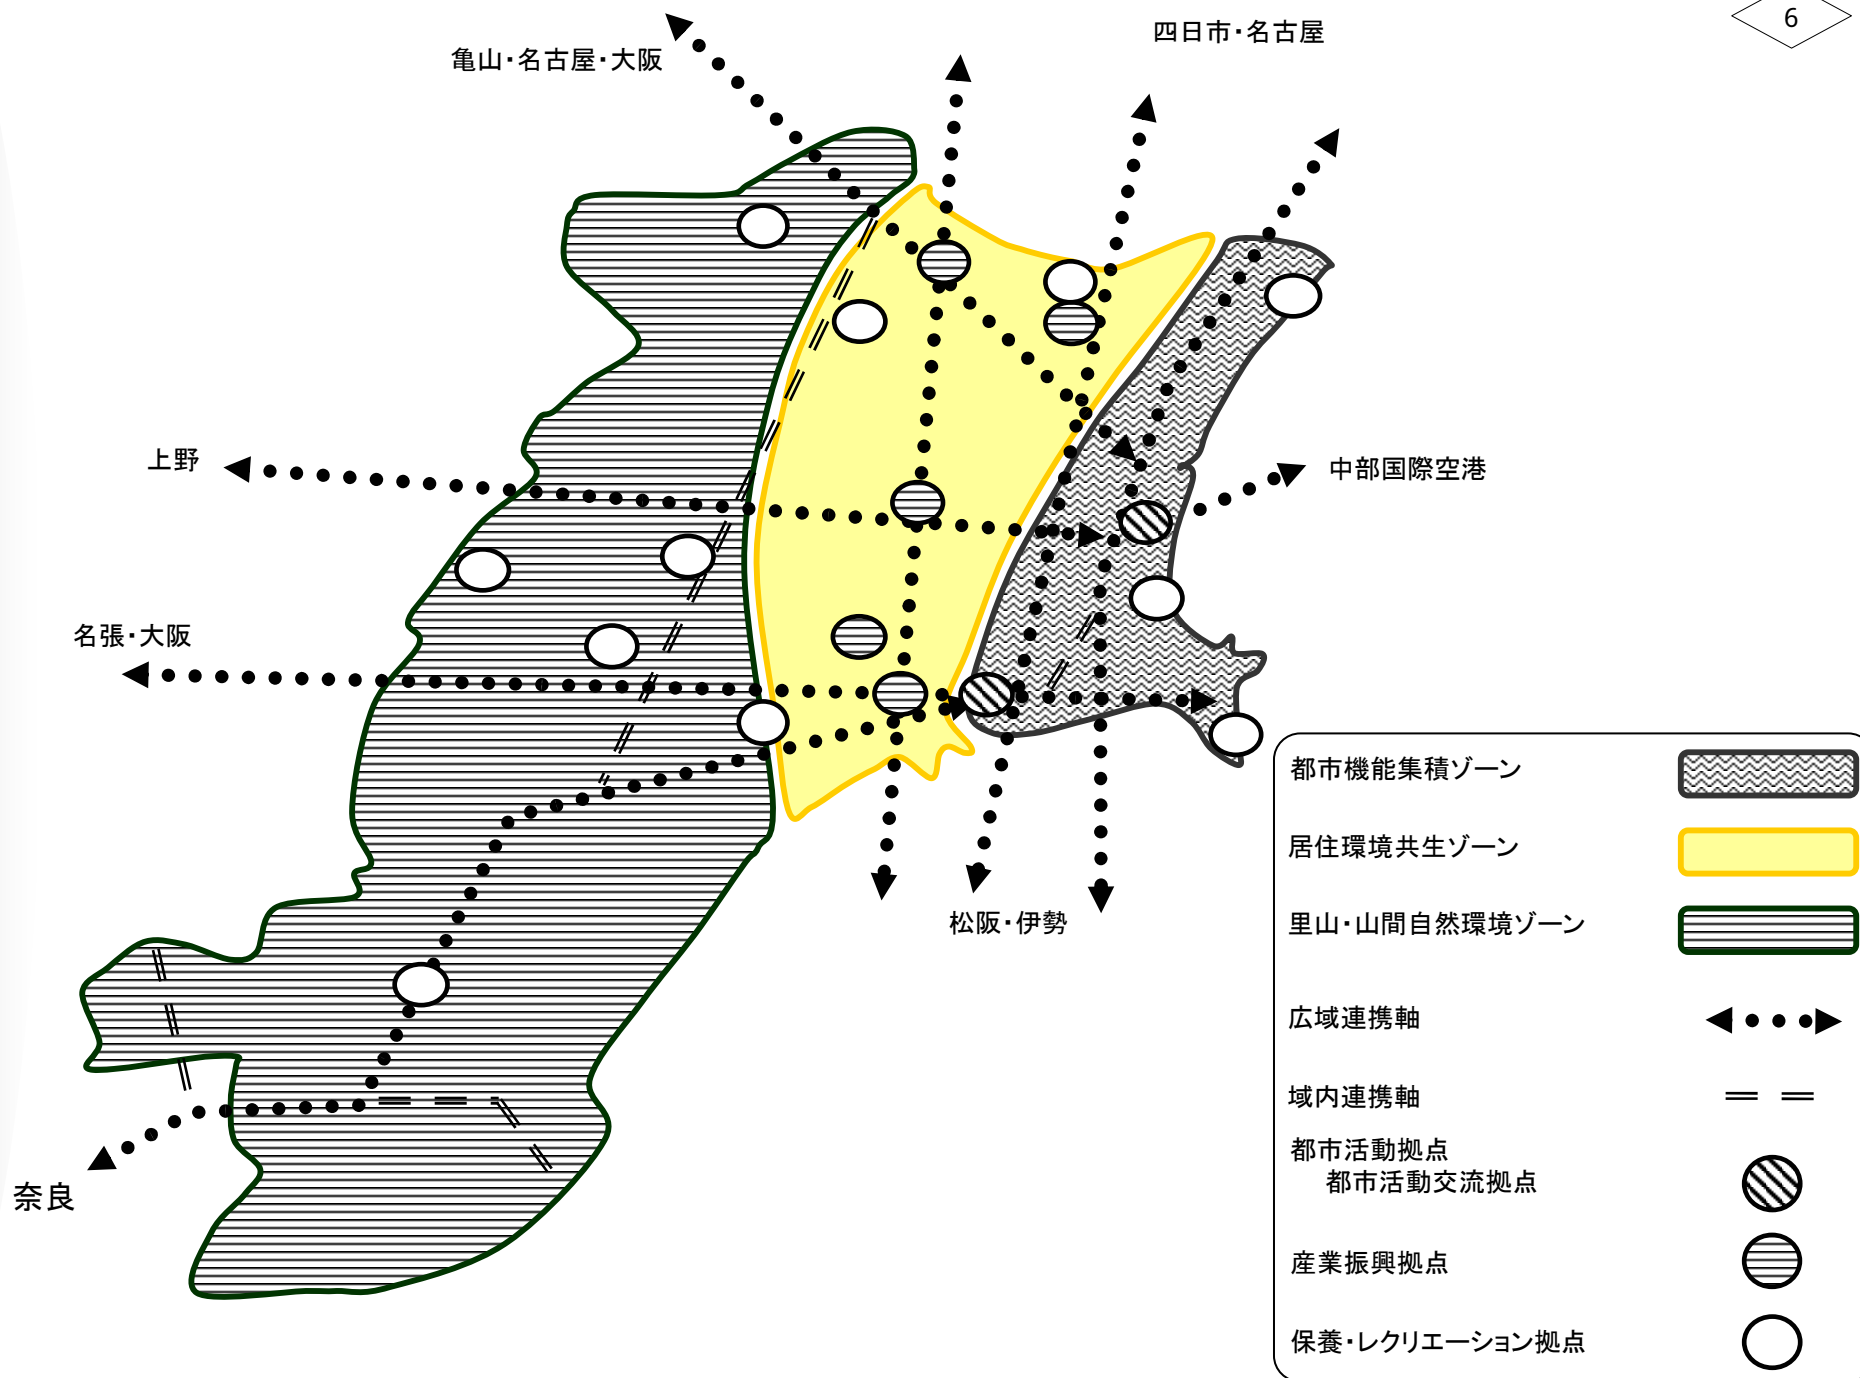 6
四日市・名古屋
亀山・名古屋・大阪
上野
中部国際空港
名張・大阪
松阪・伊勢
奈良
都市機能集積ゾーン
居住環境共生ゾーン
里山・山間自然環境ゾーン
広域連携軸
域内連携軸
都市活動拠点
都市活動交流拠点
産業振興拠点
保養・レクリエーション拠点